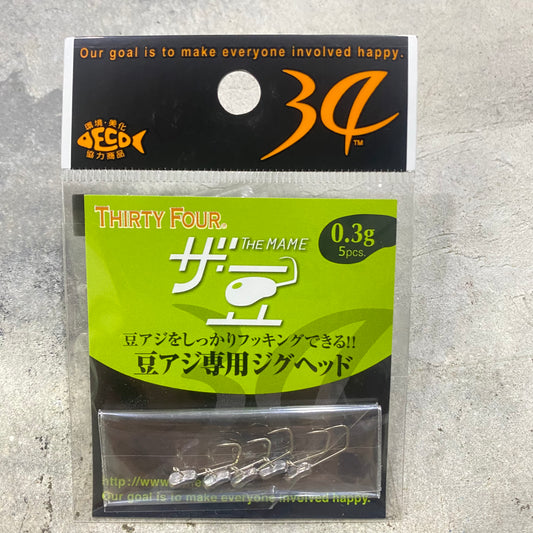 Our goal is to make everyone involved happy.
環境・美化
ECO
協力商品
34
TM
THIRTY FOUR®
THE MAME
ザ・豆
0.3g
5pcs.
豆アジをしっかりフッキングできる!!
豆アジ専用ジグヘッド
http://www.
Our goal is to make everyone involved happy.